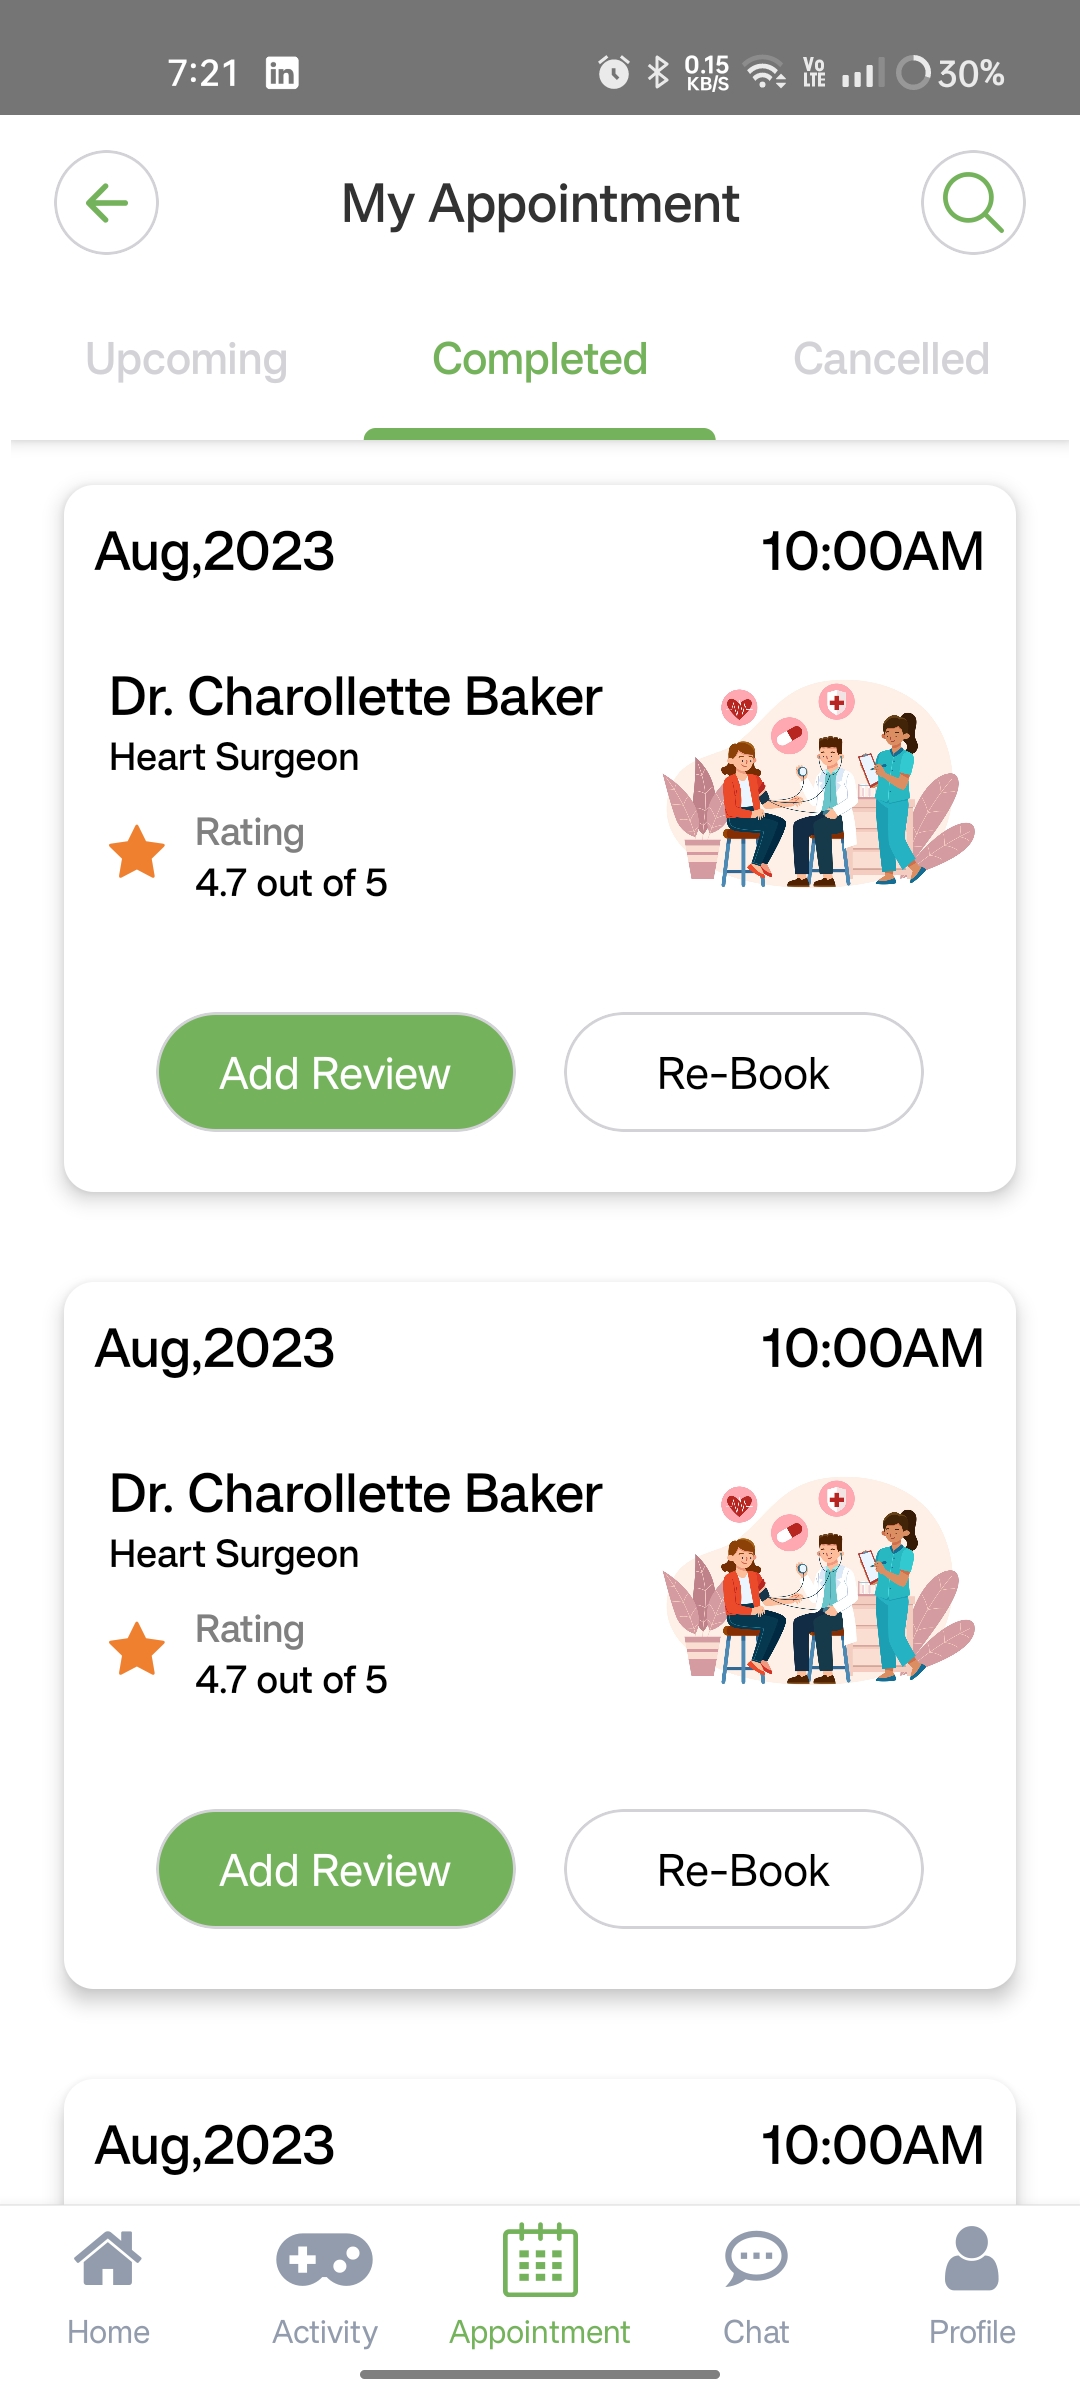 7:21 in 0.15 KB/S Vo LTE 30%
My Appointment
Upcoming Completed Cancelled
Aug,2023 10:00AM
Dr. Charollette Baker
Heart Surgeon
Rating
4.7 out of 5
Add Review Re-Book
Aug,2023 10:00AM
Dr. Charollette Baker
Heart Surgeon
Rating
4.7 out of 5
Add Review Re-Book
Aug,2023 10:00AM
Home Activity Appointment Chat Profile